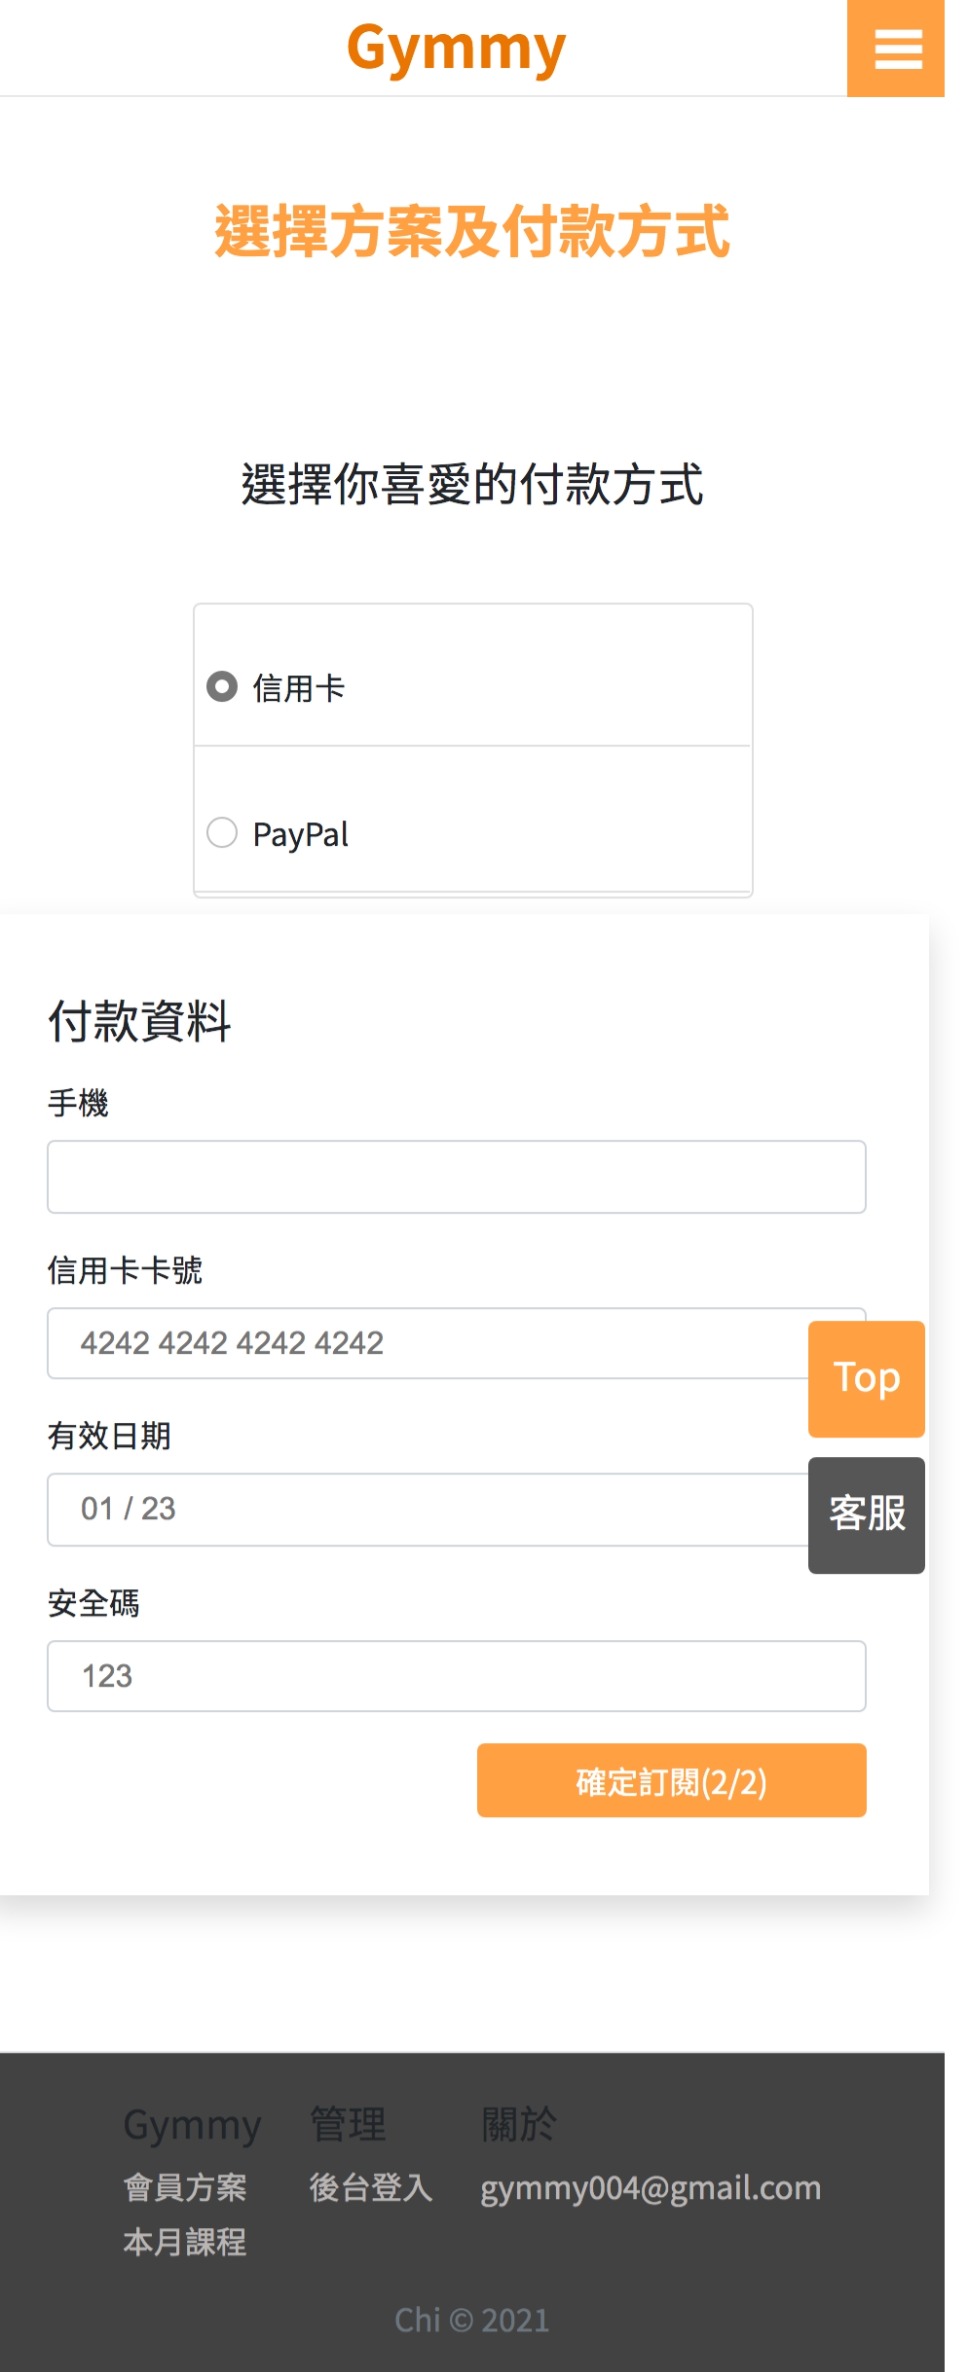 Gymmy
選擇方案及付款方式
選擇你喜愛的付款方式
信用卡
PayPal
付款資料
手機
信用卡卡號
4242 4242 4242 4242
Top
有效日期
01 / 23
客服
安全碼
123
確定訂閱(2/2)
Gymmy 管理 關於
會員方案 後台登入 gymmy004@gmail.com
本月課程
Chi © 2021